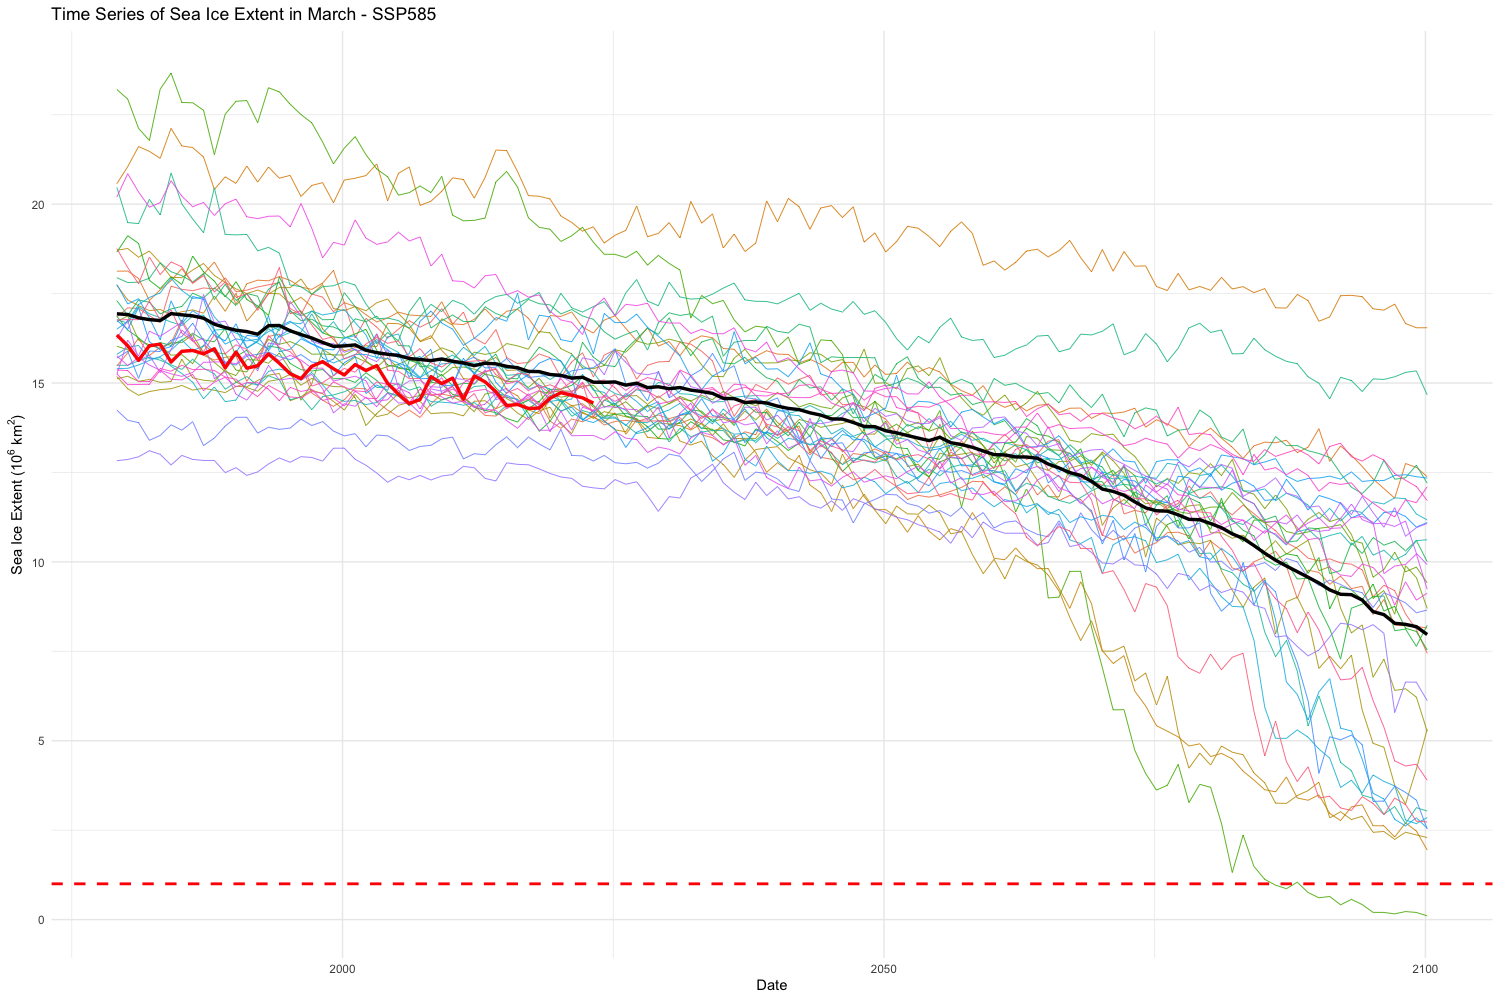 Time Series of Sea Ice Extent in March - SSP585
Sea Ice Extent (10⁶ km²)
20
15
10
5
0
2000
2050
2100
Date